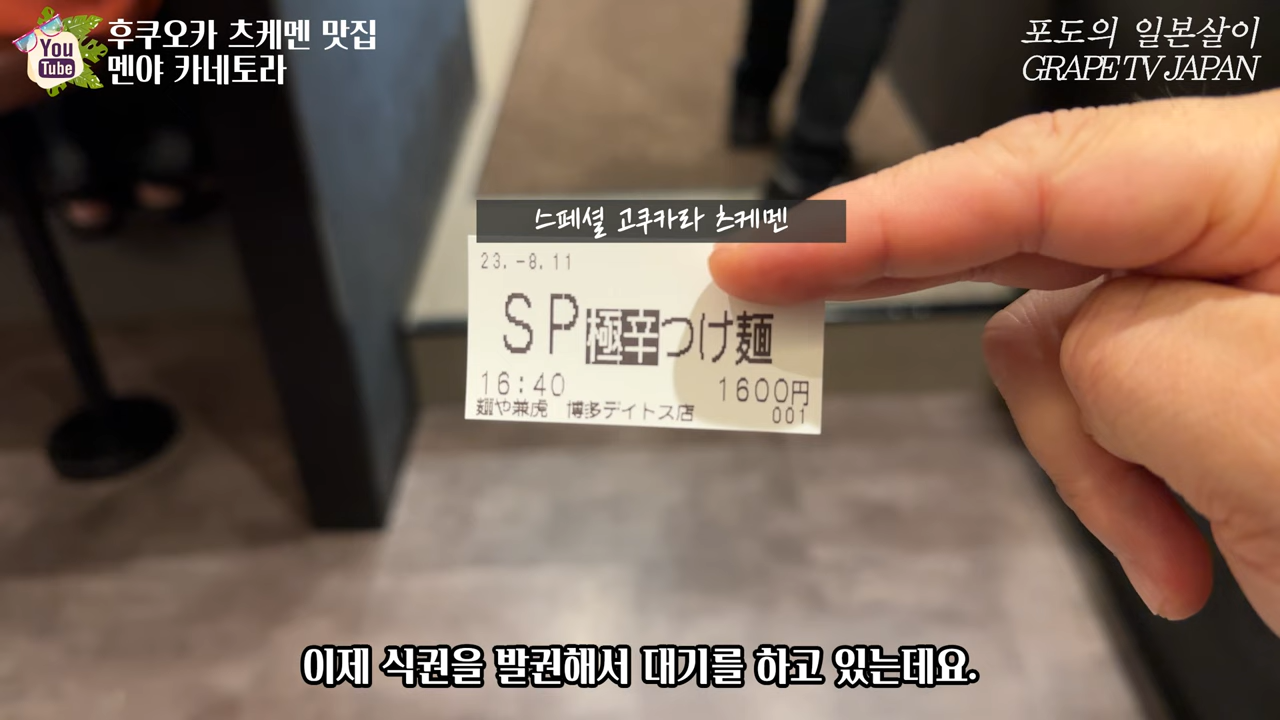 You
Tube
후쿠오카 츠케멘 맛집
멘야 카네토라
포도의 일본살이
GRAPE TV JAPAN
스페셜 고쿠카라 츠케멘
23.-8.11
SP極辛つけ麺
16:40 1600円
麺や兼虎 博多デイトス店 001
이제 식권을 발권해서 대기를 하고 있는데요.